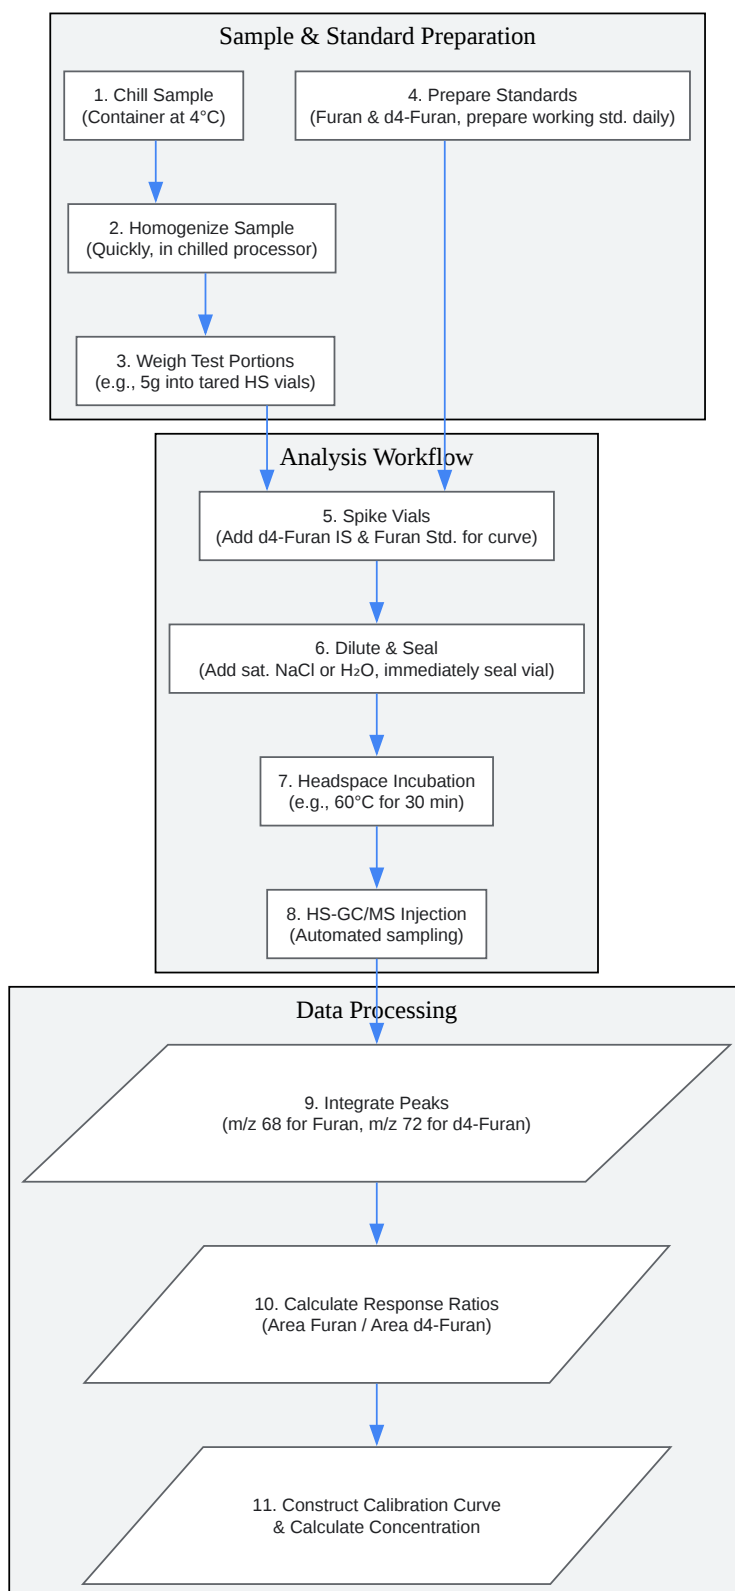 Sample & Standard Preparation
1. Chill Sample
(Container at 4°C)
4. Prepare Standards
(Furan & d4-Furan, prepare working std. daily)
2. Homogenize Sample
(Quickly, in chilled processor)
3. Weigh Test Portions
(e.g., 5g into tared HS vials)
Analysis Workflow
5. Spike Vials
(Add d4-Furan IS & Furan Std. for curve)
6. Dilute & Seal
(Add sat. NaCl or H₂O, immediately seal vial)
7. Headspace Incubation
(e.g., 60°C for 30 min)
8. HS-GC/MS Injection
(Automated sampling)
Data Processing
9. Integrate Peaks
(m/z 68 for Furan, m/z 72 for d4-Furan)
10. Calculate Response Ratios
(Area Furan / Area d4-Furan)
11. Construct Calibration Curve
& Calculate Concentration